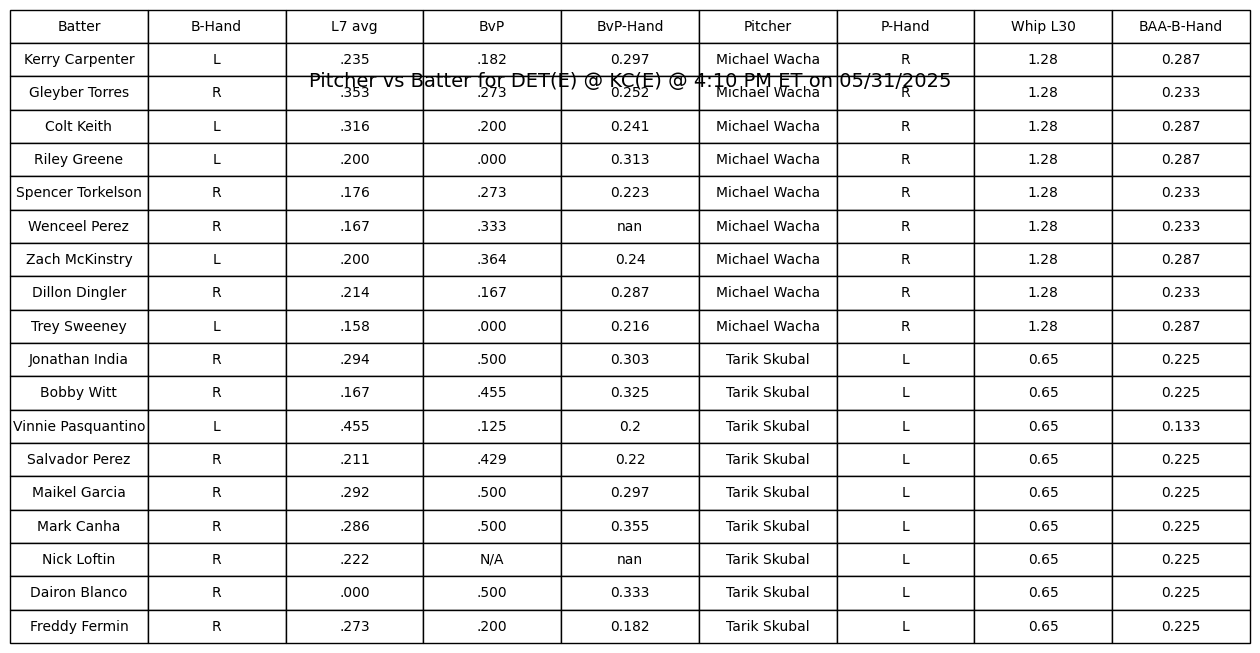 Batter B-Hand L7 avg BvP BvP-Hand Pitcher P-Hand Whip L30 BAA-B-Hand
Kerry Carpenter L .235 .182 0.297 Michael Wacha R 1.28 0.287
Pitcher vs Batter for DET(E) @ KC(E) @ 4:10 PM ET on 05/31/2025
Gleyber Torres R .353 .273 0.252 Michael Wacha R 1.28 0.233
Colt Keith L .316 .200 0.241 Michael Wacha R 1.28 0.287
Riley Greene L .200 .000 0.313 Michael Wacha R 1.28 0.287
Spencer Torkelson R .176 .273 0.223 Michael Wacha R 1.28 0.233
Wenceel Perez R .167 .333 nan Michael Wacha R 1.28 0.233
Zach McKinstry L .200 .364 0.24 Michael Wacha R 1.28 0.287
Dillon Dingler R .214 .167 0.287 Michael Wacha R 1.28 0.233
Trey Sweeney L .158 .000 0.216 Michael Wacha R 1.28 0.287
Jonathan India R .294 .500 0.303 Tarik Skubal L 0.65 0.225
Bobby Witt R .167 .455 0.325 Tarik Skubal L 0.65 0.225
Vinnie Pasquantino L .455 .125 0.2 Tarik Skubal L 0.65 0.133
Salvador Perez R .211 .429 0.22 Tarik Skubal L 0.65 0.225
Maikel Garcia R .292 .500 0.297 Tarik Skubal L 0.65 0.225
Mark Canha R .286 .500 0.355 Tarik Skubal L 0.65 0.225
Nick Loftin R .222 N/A nan Tarik Skubal L 0.65 0.225
Dairon Blanco R .000 .500 0.333 Tarik Skubal L 0.65 0.225
Freddy Fermin R .273 .200 0.182 Tarik Skubal L 0.65 0.225